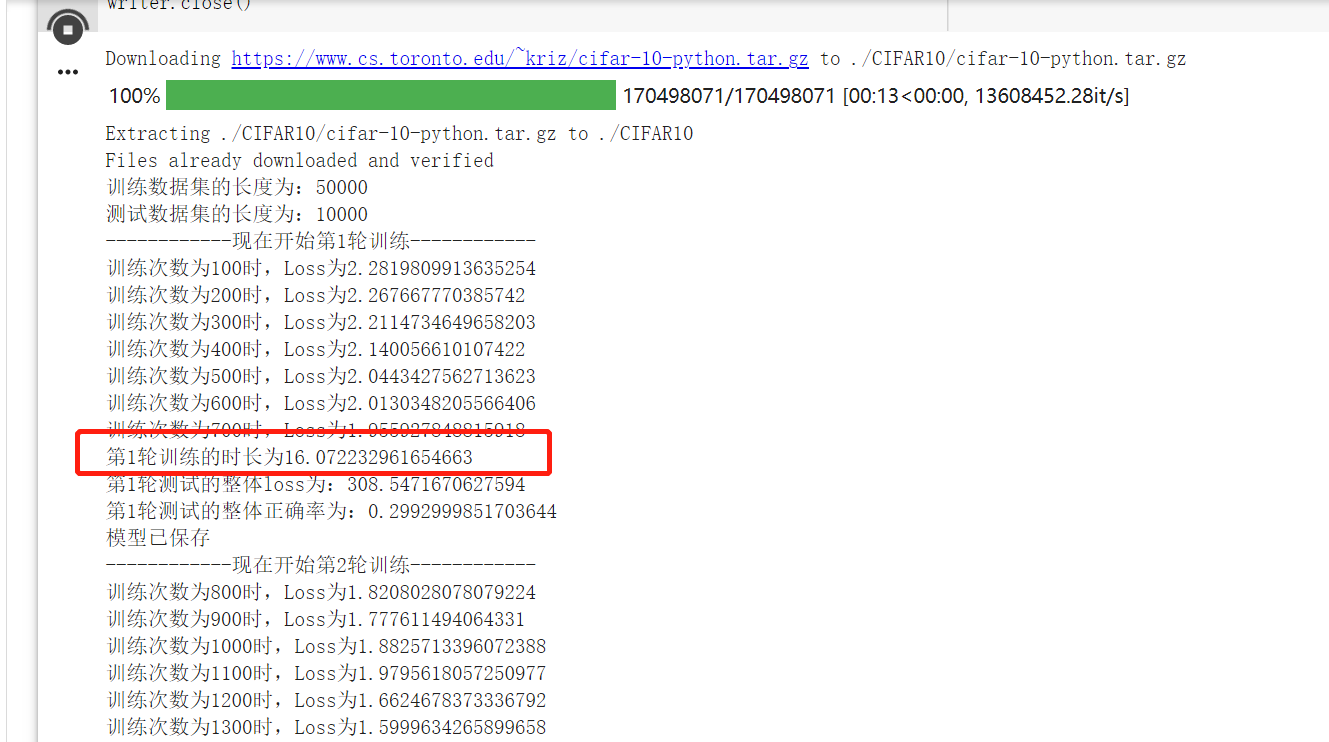 writer.close()
Downloading https://www.cs.toronto.edu/~kriz/cifar-10-python.tar.gz to ./CIFAR10/cifar-10-python.tar.gz
100% 170498071/170498071 [00:13<00:00, 13608452.28it/s]
Extracting ./CIFAR10/cifar-10-python.tar.gz to ./CIFAR10
Files already downloaded and verified
训练数据集的长度为：50000
测试数据集的长度为：10000
------------现在开始第1轮训练------------
训练次数为100时，Loss为2.2819809913635254
训练次数为200时，Loss为2.267667770385742
训练次数为300时，Loss为2.2114734649658203
训练次数为400时，Loss为2.140056610107422
训练次数为500时，Loss为2.0443427562713623
训练次数为600时，Loss为2.0130348205566406
训练次数为700时，Loss为1.955927848815918
第1轮训练的时长为16.072232961654663
第1轮测试的整体loss为：308.5471670627594
第1轮测试的整体正确率为：0.2992999851703644
模型已保存
------------现在开始第2轮训练------------
训练次数为800时，Loss为1.8208028078079224
训练次数为900时，Loss为1.777611494064331
训练次数为1000时，Loss为1.8825713396072388
训练次数为1100时，Loss为1.9795618057250977
训练次数为1200时，Loss为1.6624678373336792
训练次数为1300时，Loss为1.5999634265899658